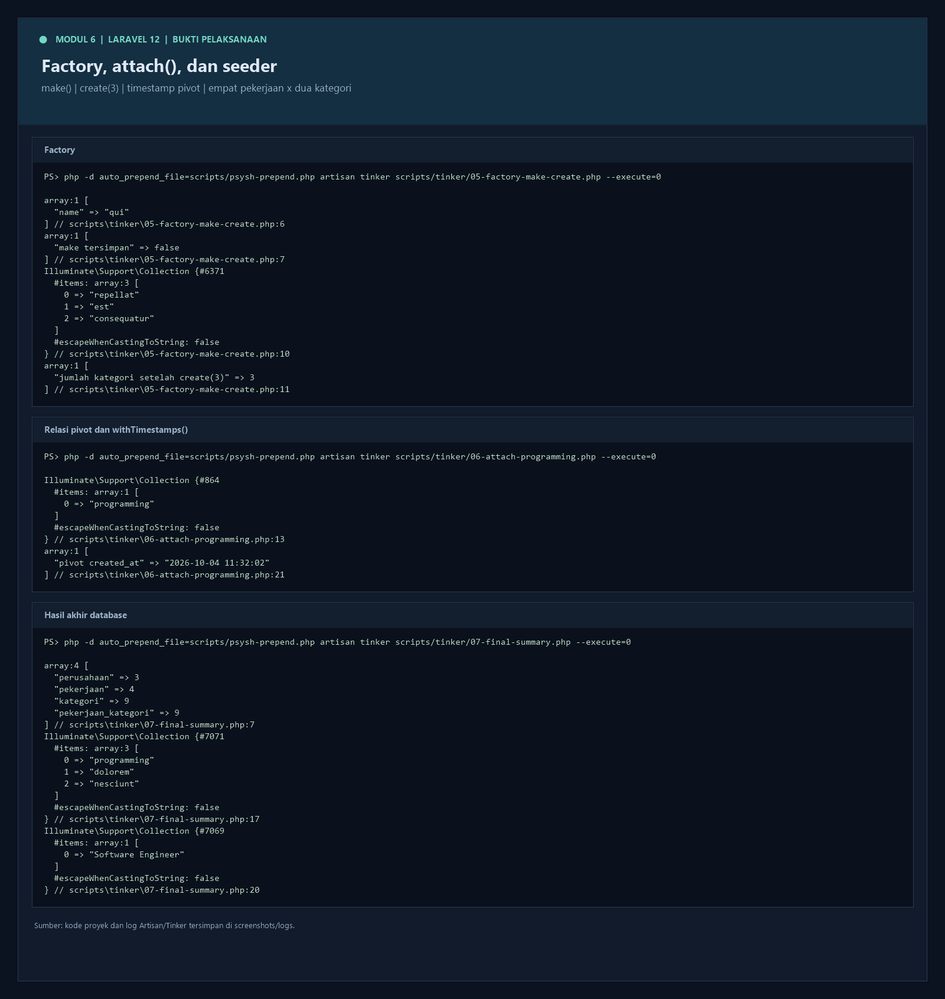 MODUL 6 | LARAVEL 12 | BUKTI PELAKSANAAN
Factory, attach(), dan seeder
make() | create(3) | timestamp pivot | empat pekerjaan x dua kategori
Factory
PS> php -d auto_prepend_file=scripts/psysh-prepend.php artisan tinker scripts/tinker/05-factory-make-create.php --execute=0
array:1 [
  "name" => "qui"
] // scripts\tinker\05-factory-make-create.php:6
array:1 [
  "make tersimpan" => false
] // scripts\tinker\05-factory-make-create.php:7
Illuminate\Support\Collection {#6371
  #items: array:3 [
    0 => "repellat"
    1 => "est"
    2 => "consequatur"
  ]
  #escapeWhenCastingToString: false
} // scripts\tinker\05-factory-make-create.php:10
array:1 [
  "jumlah kategori setelah create(3)" => 3
] // scripts\tinker\05-factory-make-create.php:11
Relasi pivot dan withTimestamps()
PS> php -d auto_prepend_file=scripts/psysh-prepend.php artisan tinker scripts/tinker/06-attach-programming.php --execute=0
Illuminate\Support\Collection {#864
  #items: array:1 [
    0 => "programming"
  ]
  #escapeWhenCastingToString: false
} // scripts\tinker\06-attach-programming.php:13
array:1 [
  "pivot created_at" => "2026-10-04 11:32:02"
] // scripts\tinker\06-attach-programming.php:21
Hasil akhir database
PS> php -d auto_prepend_file=scripts/psysh-prepend.php artisan tinker scripts/tinker/07-final-summary.php --execute=0
array:4 [
  "perusahaan" => 3
  "pekerjaan" => 4
  "kategori" => 9
  "pekerjaan_kategori" => 9
] // scripts\tinker\07-final-summary.php:7
Illuminate\Support\Collection {#7071
  #items: array:3 [
    0 => "programming"
    1 => "dolorem"
    2 => "nesciunt"
  ]
  #escapeWhenCastingToString: false
} // scripts\tinker\07-final-summary.php:17
Illuminate\Support\Collection {#7069
  #items: array:1 [
    0 => "Software Engineer"
  ]
  #escapeWhenCastingToString: false
} // scripts\tinker\07-final-summary.php:20
Sumber: kode proyek dan log Artisan/Tinker tersimpan di screenshots/logs.